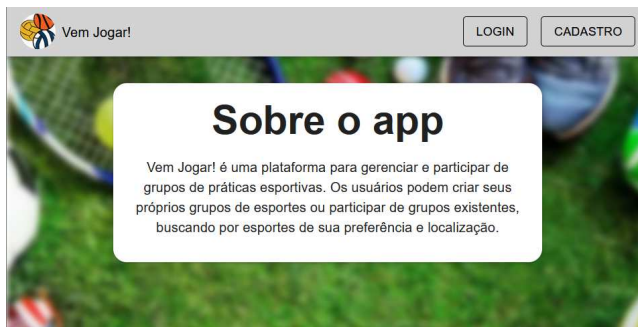 Vem Jogar!
LOGIN
CADASTRO
Sobre o app
Vem Jogar! é uma plataforma para gerenciar e participar de
grupos de práticas esportivas. Os usuários podem criar seus
próprios grupos de esportes ou participar de grupos existentes,
buscando por esportes de sua preferência e localização.